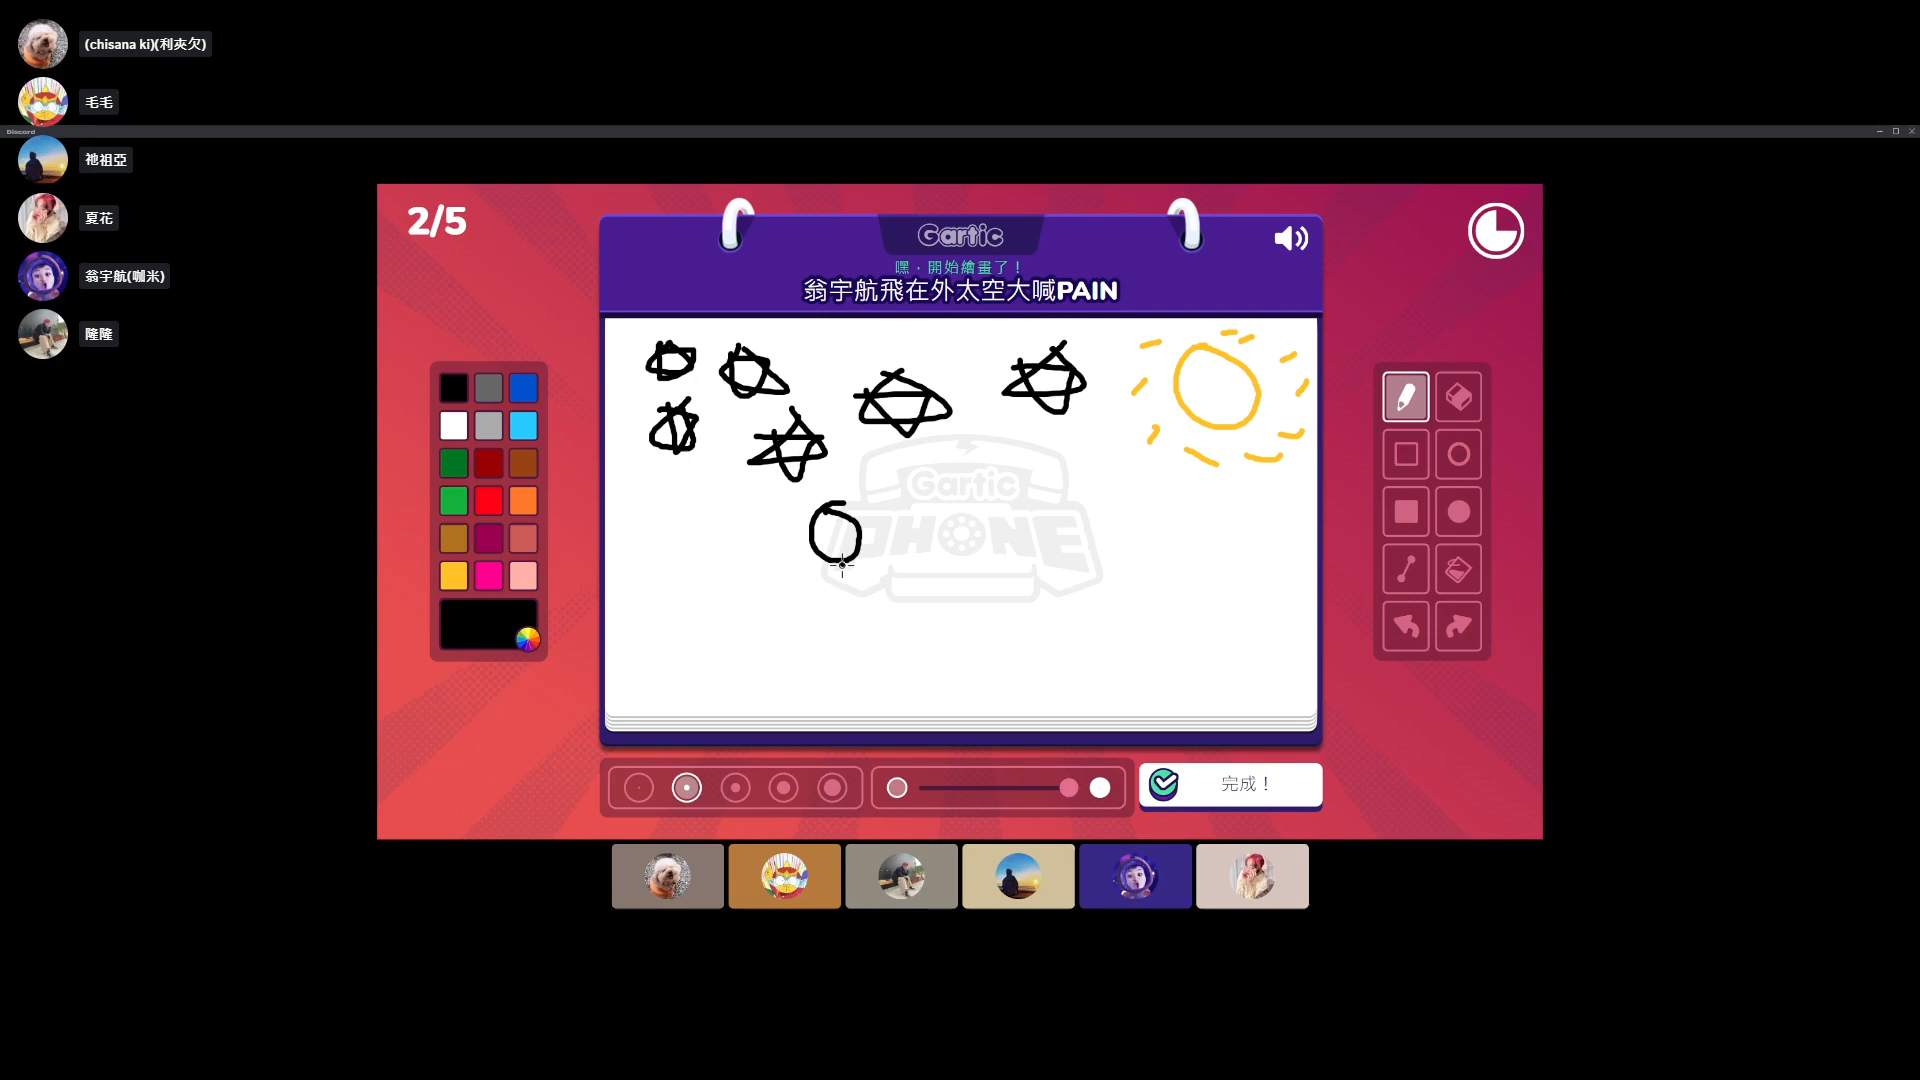 (chisana ki)(利夾欠)
毛毛
Discord
祂祖亞
夏花
翁宇航(咖米)
隆隆
2/5
Gartic
嘿，開始繪畫了！
翁宇航飛在外太空大喊PAIN
Gartic
PHONE
完成！